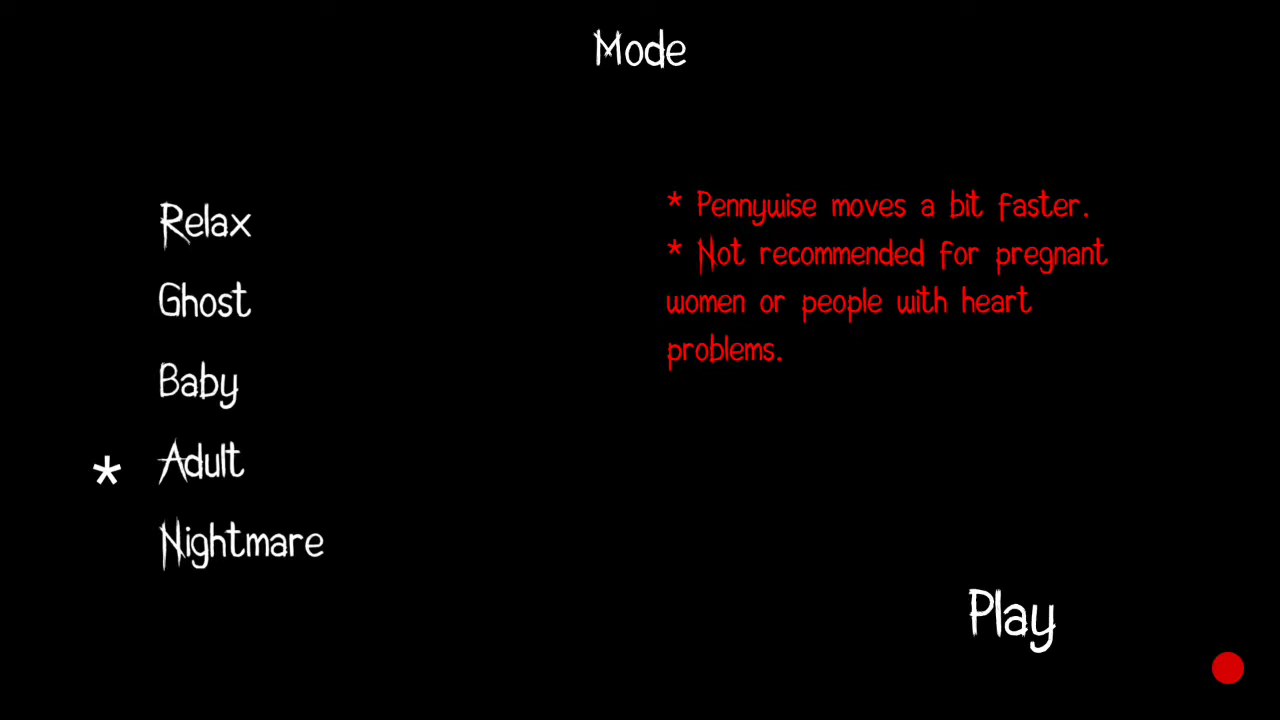 Mode
Relax
Ghost
Baby
* Adult
Nightmare
* Pennywise moves a bit faster.
* Not recommended for pregnant
women or people with heart
problems.
Play